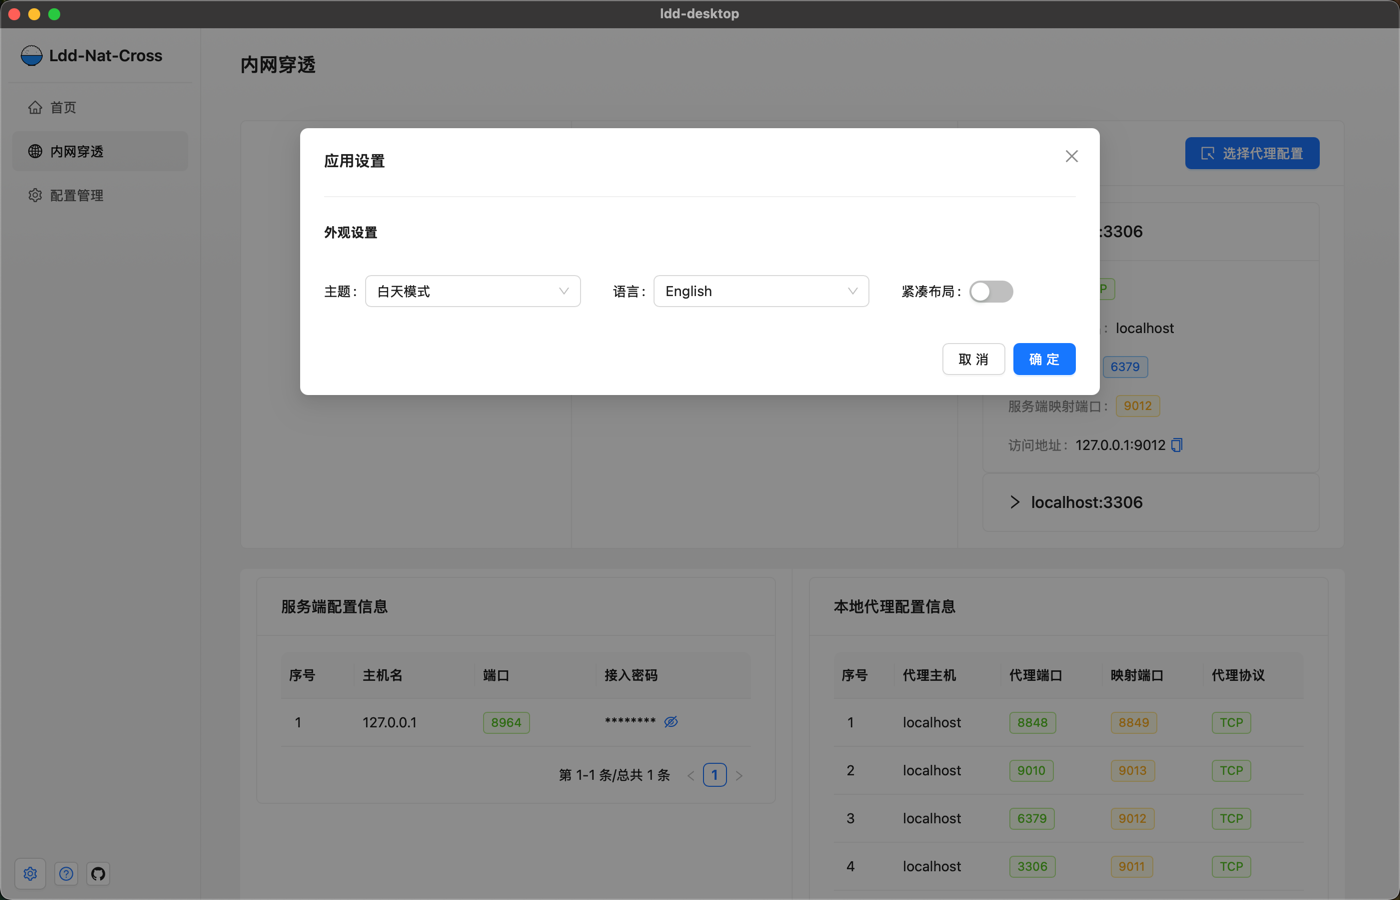 ldd-desktop
Ldd-Nat-Cross
首页
内网穿透
配置管理
内网穿透
选择代理配置
应用设置
外观设置
主题：
白天模式
语言：
English
紧凑布局：
取 消
确 定
:3306
P
：localhost
6379
服务端映射端口：
9012
访问地址：
127.0.0.1:9012
localhost:3306
服务端配置信息
序号 主机名 端口 接入密码
1 127.0.0.1 8964 ********
第 1-1 条/总共 1 条 1
本地代理配置信息
序号 代理主机 代理端口 映射端口 代理协议
1 localhost 8848 8849 TCP
2 localhost 9010 9013 TCP
3 localhost 6379 9012 TCP
4 localhost 3306 9011 TCP